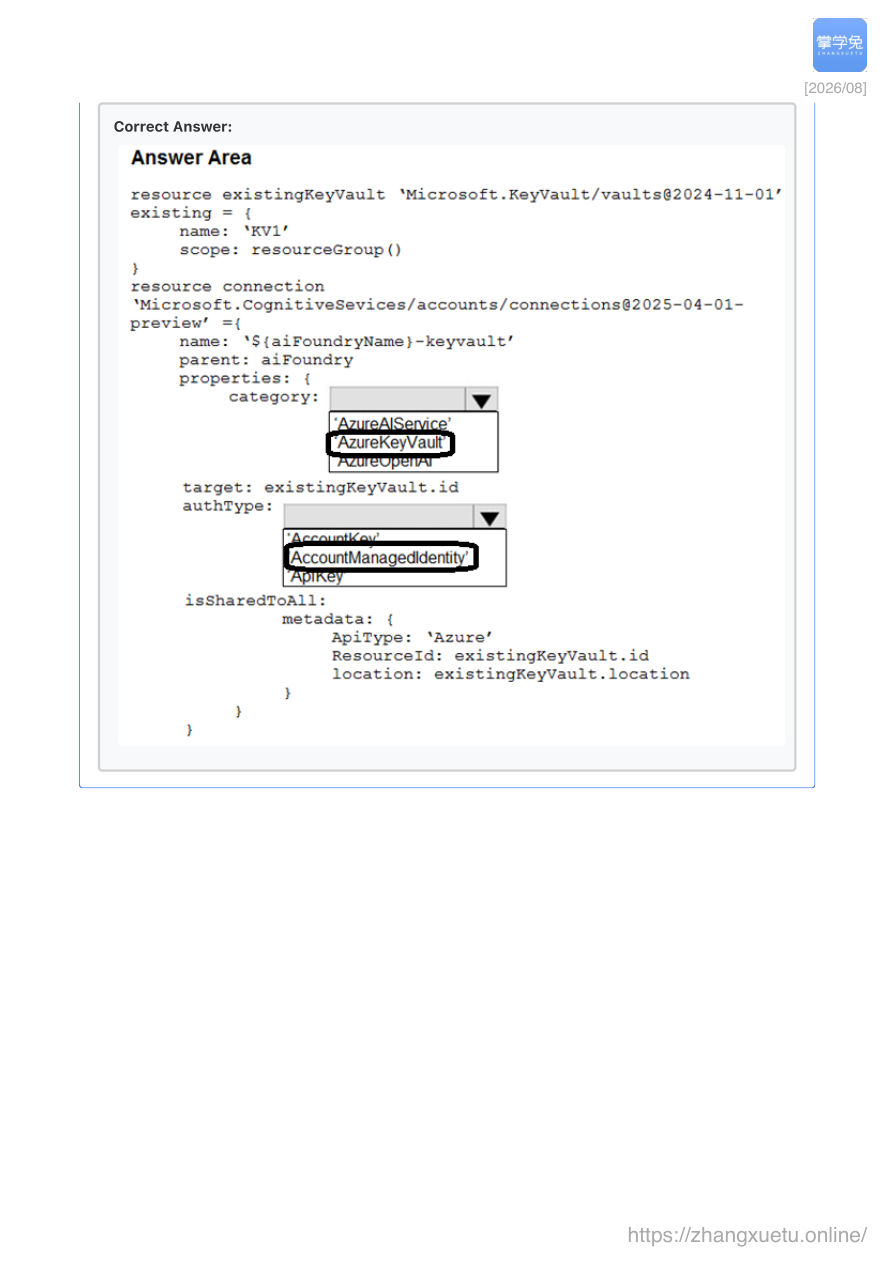 掌学兔
ZHANGXUETU
[2026/08]
Correct Answer:
Answer Area
resource existingKeyVault ‘Microsoft.KeyVault/vaults@2024-11-01’
existing = {
name: ‘KV1’
scope: resourceGroup()
}
resource connection
‘Microsoft.CognitiveSevices/accounts/connections@2025-04-01-
preview’ ={
name: ‘${aiFoundryName}-keyvault’
parent: aiFoundry
properties: {
category:
‘AzureAIService’
‘AzureKeyVault’
‘AzureOpenAI’
target: existingKeyVault.id
authType:
‘AccountKey’
‘AccountManagedIdentity’
‘ApiKey’
isSharedToAll:
metadata: {
ApiType: ‘Azure’
ResourceId: existingKeyVault.id
location: existingKeyVault.location
}
}
}
https://zhangxuetu.online/